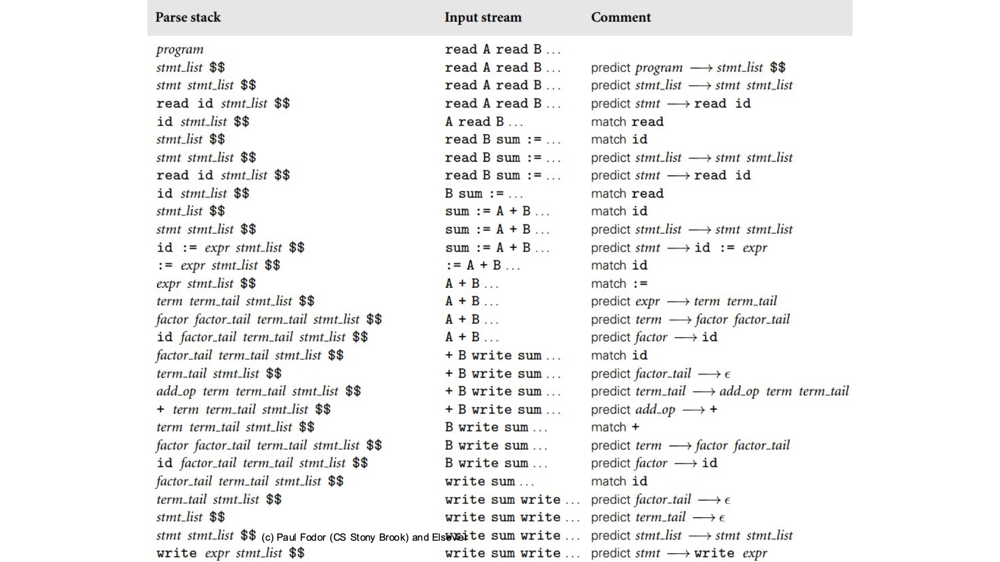 Parse stack Input stream Comment
program read A read B ...
stmt_list $$ read A read B ... predict program ⟶ stmt_list $$
stmt stmt_list $$ read A read B ... predict stmt_list ⟶ stmt stmt_list
read id stmt_list $$ read A read B ... predict stmt ⟶ read id
id stmt_list $$ A read B ... match read
stmt_list $$ read B sum := ... match id
stmt stmt_list $$ read B sum := ... predict stmt_list ⟶ stmt stmt_list
read id stmt_list $$ read B sum := ... predict stmt ⟶ read id
id stmt_list $$ B sum := ... match read
stmt_list $$ sum := A + B ... match id
stmt stmt_list $$ sum := A + B ... predict stmt_list ⟶ stmt stmt_list
id := expr stmt_list $$ sum := A + B ... predict stmt ⟶ id := expr
:= expr stmt_list $$ := A + B ... match id
expr stmt_list $$ A + B ... match :=
term term_tail stmt_list $$ A + B ... predict expr ⟶ term term_tail
factor factor_tail term_tail stmt_list $$ A + B ... predict term ⟶ factor factor_tail
id factor_tail term_tail stmt_list $$ A + B ... predict factor ⟶ id
factor_tail term_tail stmt_list $$ + B write sum ... match id
term_tail stmt_list $$ + B write sum ... predict factor_tail ⟶ ϵ
add_op term term_tail stmt_list $$ + B write sum ... predict term_tail ⟶ add_op term term_tail
+ term term_tail stmt_list $$ + B write sum ... predict add_op ⟶ +
term term_tail stmt_list $$ B write sum ... match +
factor factor_tail term_tail stmt_list $$ B write sum ... predict term ⟶ factor factor_tail
id factor_tail term_tail stmt_list $$ B write sum ... predict factor ⟶ id
factor_tail term_tail stmt_list $$ write sum ... match id
term_tail stmt_list $$ write sum write ... predict factor_tail ⟶ ϵ
stmt_list $$ write sum write ... predict term_tail ⟶ ϵ
stmt stmt_list $$ write sum write ... predict stmt_list ⟶ stmt stmt_list
(c) Paul Fodor (CS Stony Brook) and Elsevier
write expr stmt_list $$ write sum write ... predict stmt ⟶ write expr